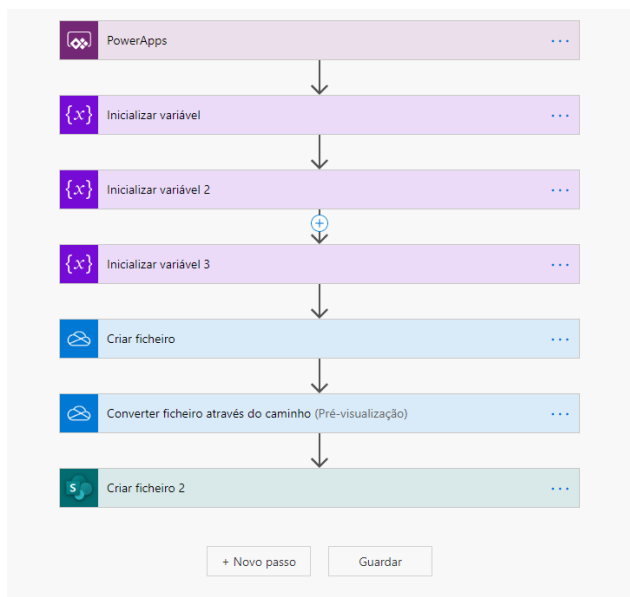 PowerApps
{x} Inicializar variável
{x} Inicializar variável 2
{x} Inicializar variável 3
Criar ficheiro
Converter ficheiro através do caminho (Pré-visualização)
S Criar ficheiro 2
+ Novo passo Guardar